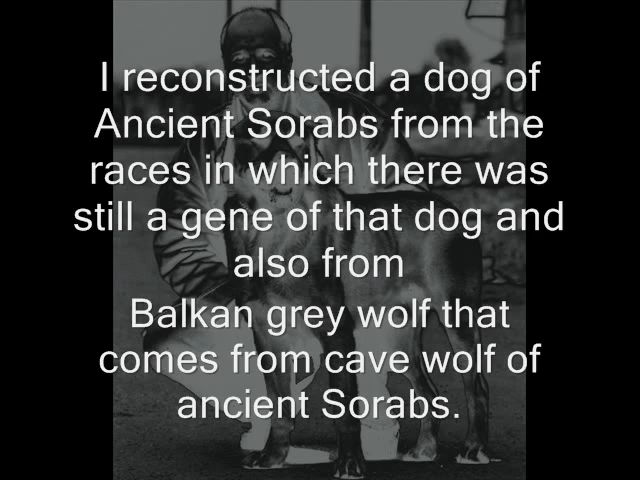 I reconstructed a dog of
Ancient Sorabs from the
races in which there was
still a gene of that dog and
also from
Balkan grey wolf that
comes from cave wolf of
ancient Sorabs.